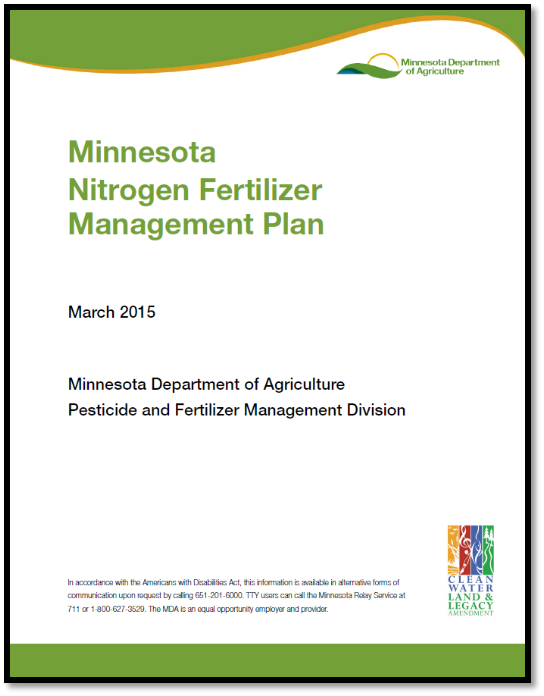 Minnesota Department
of Agriculture
Minnesota
Nitrogen Fertilizer
Management Plan
March 2015
Minnesota Department of Agriculture
Pesticide and Fertilizer Management Division
In accordance with the Americans with Disabilities Act, this information is available in alternative forms of
communication upon request by calling 651-201-6000. TTY users can call the Minnesota Relay Service at
711 or 1-800-627-3529. The MDA is an equal opportunity employer and provider.
CLEAN
WATER
LAND &
LEGACY
AMENDMENT